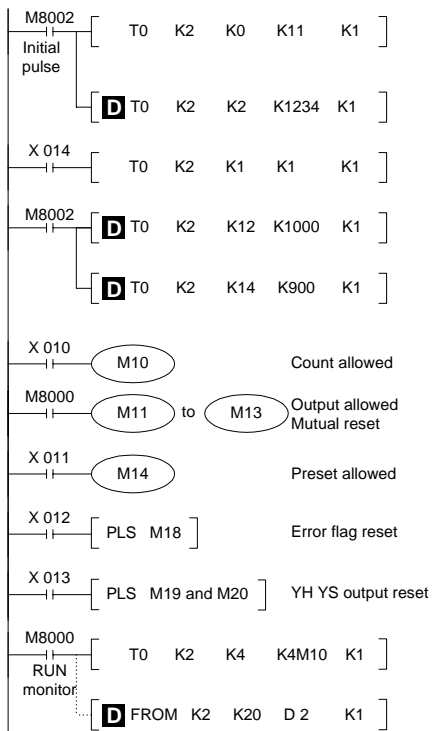 M8002
T0 K2 K0 K11 K1
Initial
pulse
D T0 K2 K2 K1234 K1
X 014
T0 K2 K1 K1 K1
M8002
D T0 K2 K12 K1000 K1
D T0 K2 K14 K900 K1
X 010
M10 Count allowed
M8000
M11 to M13 Output allowed
Mutual reset
X 011
M14 Preset allowed
X 012
PLS M18 Error flag reset
X 013
PLS M19 and M20 YH YS output reset
M8000
T0 K2 K4 K4M10 K1
RUN
monitor
D FROM K2 K20 D 2 K1